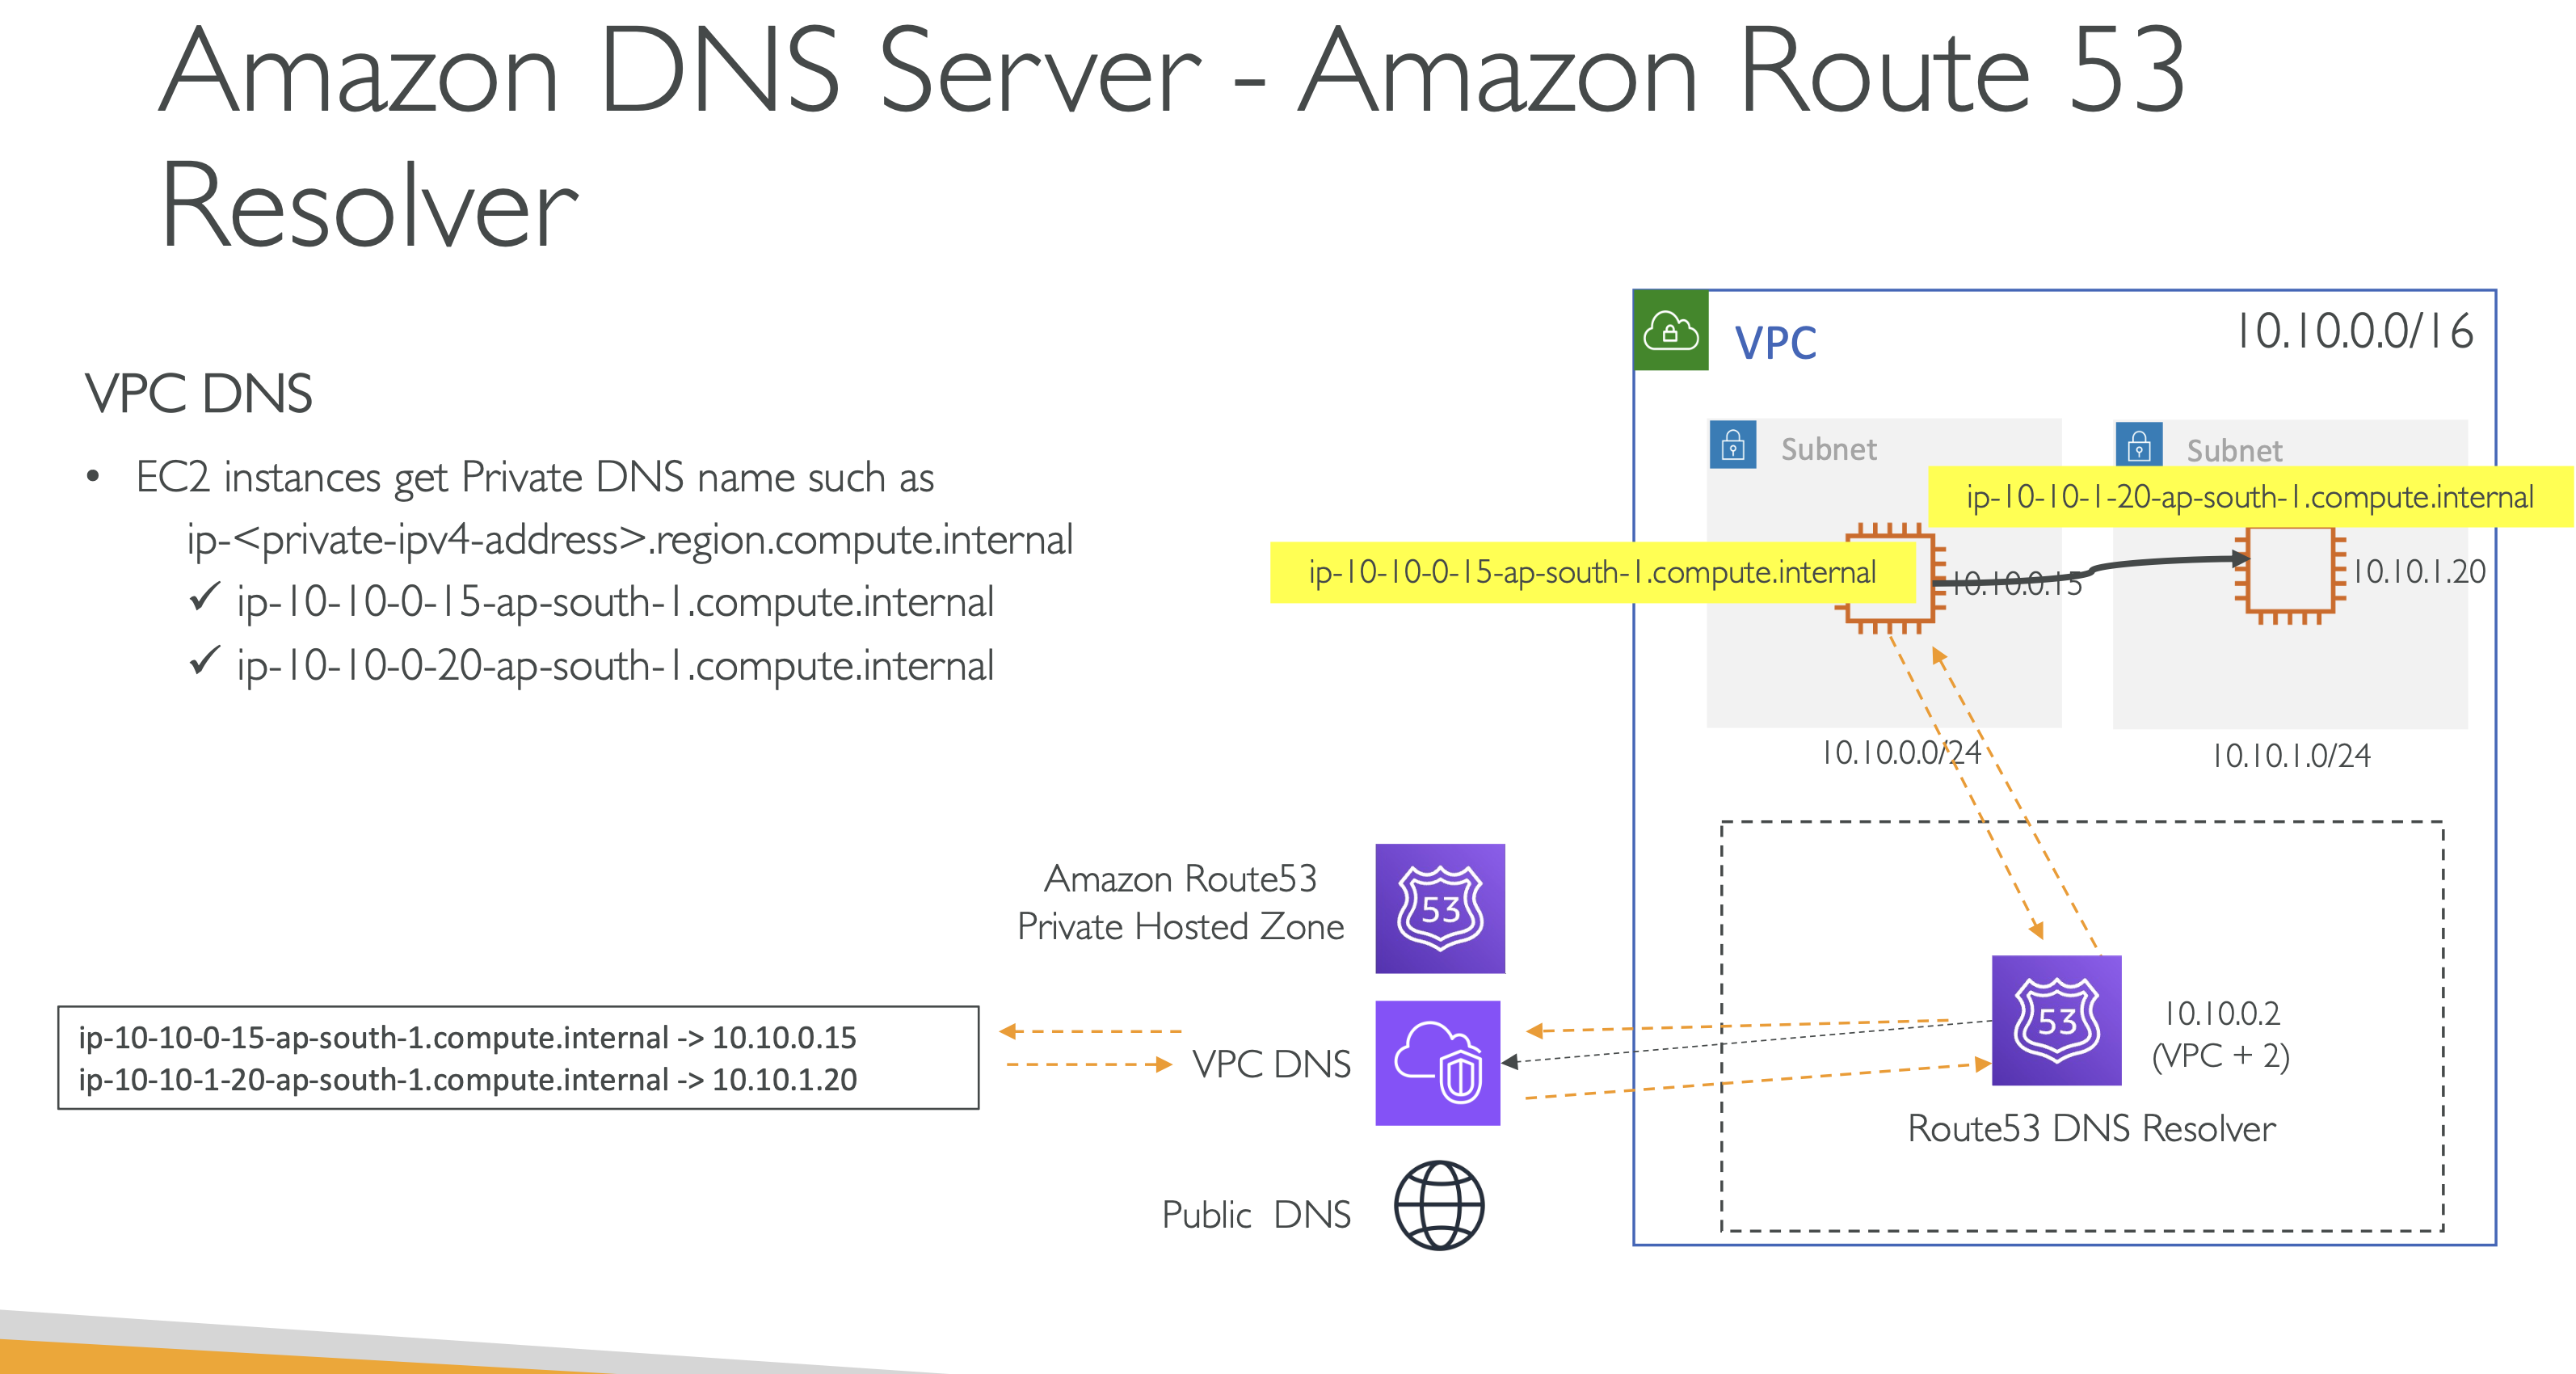 Amazon DNS Server - Amazon Route 53
Resolver
VPC DNS
• EC2 instances get Private DNS name such as
ip-<private-ipv4-address>.region.compute.internal
✓ ip-10-10-0-15-ap-south-1.compute.internal
✓ ip-10-10-0-20-ap-south-1.compute.internal
VPC
10.10.0.0/16
Subnet
Subnet
ip-10-10-1-20-ap-south-1.compute.internal
ip-10-10-0-15-ap-south-1.compute.internal
10.10.0.15
10.10.1.20
10.10.0.0/24
10.10.1.0/24
Amazon Route53
Private Hosted Zone
53
ip-10-10-0-15-ap-south-1.compute.internal -> 10.10.0.15
ip-10-10-1-20-ap-south-1.compute.internal -> 10.10.1.20
VPC DNS
53
10.10.0.2
(VPC + 2)
Route53 DNS Resolver
Public DNS